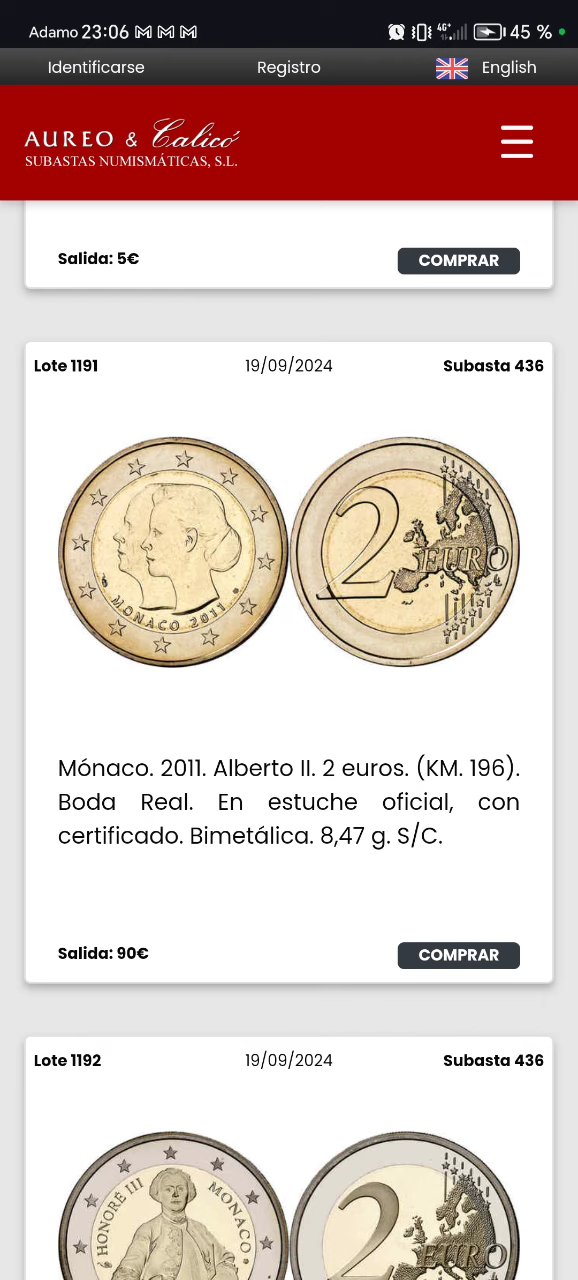 Adamo 23:06 45 %
Identificarse Registro English
AUREO & Calicó
SUBASTAS NUMISMÁTICAS, S.L.
Salida: 5€ COMPRAR
Lote 1191 19/09/2024 Subasta 436
MONACO 2011
2 EURO
Mónaco. 2011. Alberto II. 2 euros. (KM. 196).
Boda Real. En estuche oficial, con
certificado. Bimetálica. 8,47 g. S/C.
Salida: 90€ COMPRAR
Lote 1192 19/09/2024 Subasta 436
HONORÉ III MONACO
2 EURO